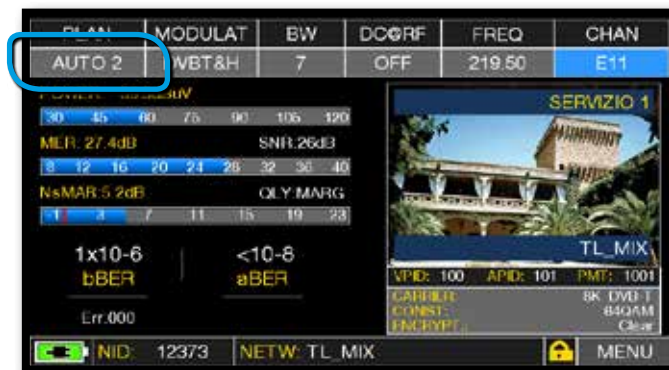 PLAN MODULAT BW DC@RF FREQ CHAN
AUTO 2 DVBT&H 7 OFF 219.50 E11
SERVIZIO 1
30 45 60 75 90 105 120
MER: 27.4dB SNR:26dB
8 12 16 20 24 28 32 36 40
NsMAR:5.2dB QLY:MARG
-1 3 7 11 15 19 23
1x10-6 <10-8
bBER aBER
Err.000
TL_MIX
VPID: 100 APID: 101 PMT: 1001
CARRIER: 8K DVB-T
CONST: 64QAM
ENCRYPT.: Clear
NID: 12373 NETW: TL_MIX MENU